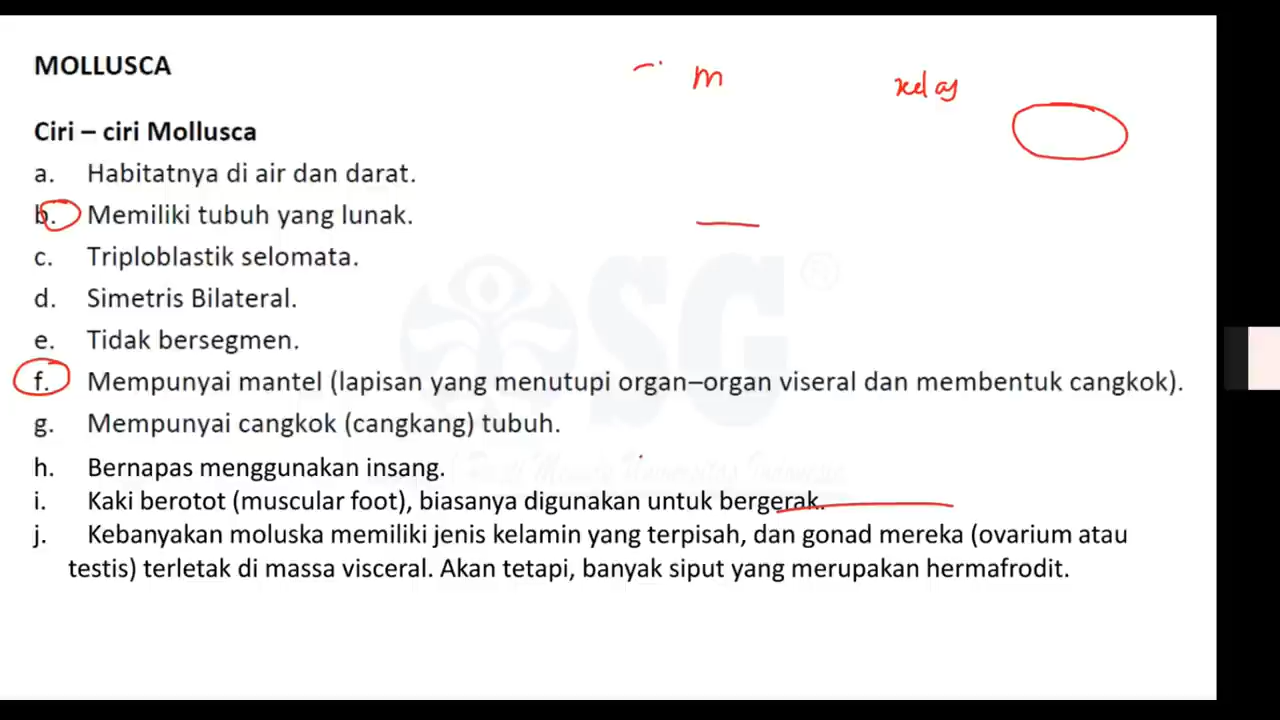 MOLLUSCA
m
kelas
Ciri – ciri Mollusca
a. Habitatnya di air dan darat.
b. Memiliki tubuh yang lunak.
c. Triploblastik selomata.
d. Simetris Bilateral.
e. Tidak bersegmen.
f. Mempunyai mantel (lapisan yang menutupi organ–organ viseral dan membentuk cangkok).
g. Mempunyai cangkok (cangkang) tubuh.
h. Bernapas menggunakan insang.
i. Kaki berotot (muscular foot), biasanya digunakan untuk bergerak.
j. Kebanyakan moluska memiliki jenis kelamin yang terpisah, dan gonad mereka (ovarium atau
testis) terletak di massa visceral. Akan tetapi, banyak siput yang merupakan hermafrodit.
SG